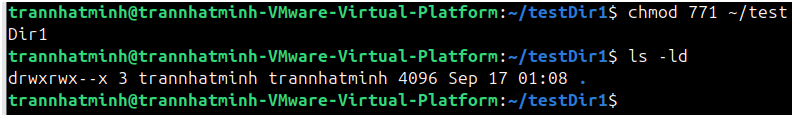 trannhatminh@trannhatminh-VMware-Virtual-Platform:~/testDir1$ chmod 771 ~/test
Dir1
trannhatminh@trannhatminh-VMware-Virtual-Platform:~/testDir1$ ls -ld
drwxrwx--x 3 trannhatminh trannhatminh 4096 Sep 17 01:08 .
trannhatminh@trannhatminh-VMware-Virtual-Platform:~/testDir1$